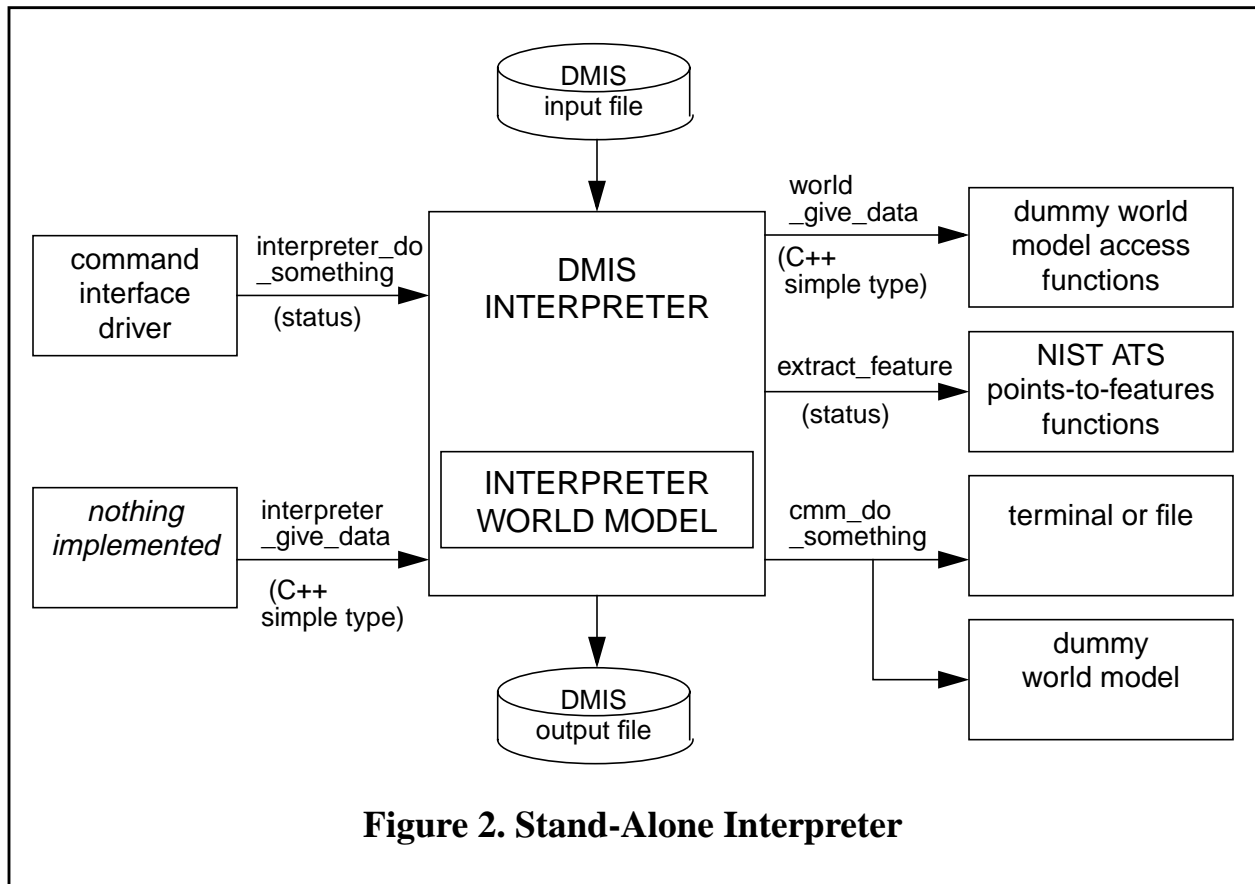 DMIS
input file
world
_give_data
(C++
simple type)
dummy world
model access
functions
command
interface
driver
interpreter_do
_something
(status)
DMIS
INTERPRETER
extract_feature
(status)
NIST ATS
points-to-features
functions
nothing
implemented
interpreter
_give_data
(C++
simple type)
INTERPRETER
WORLD MODEL
cmm_do
_something
terminal or file
dummy
world model
DMIS
output file
Figure 2. Stand-Alone Interpreter